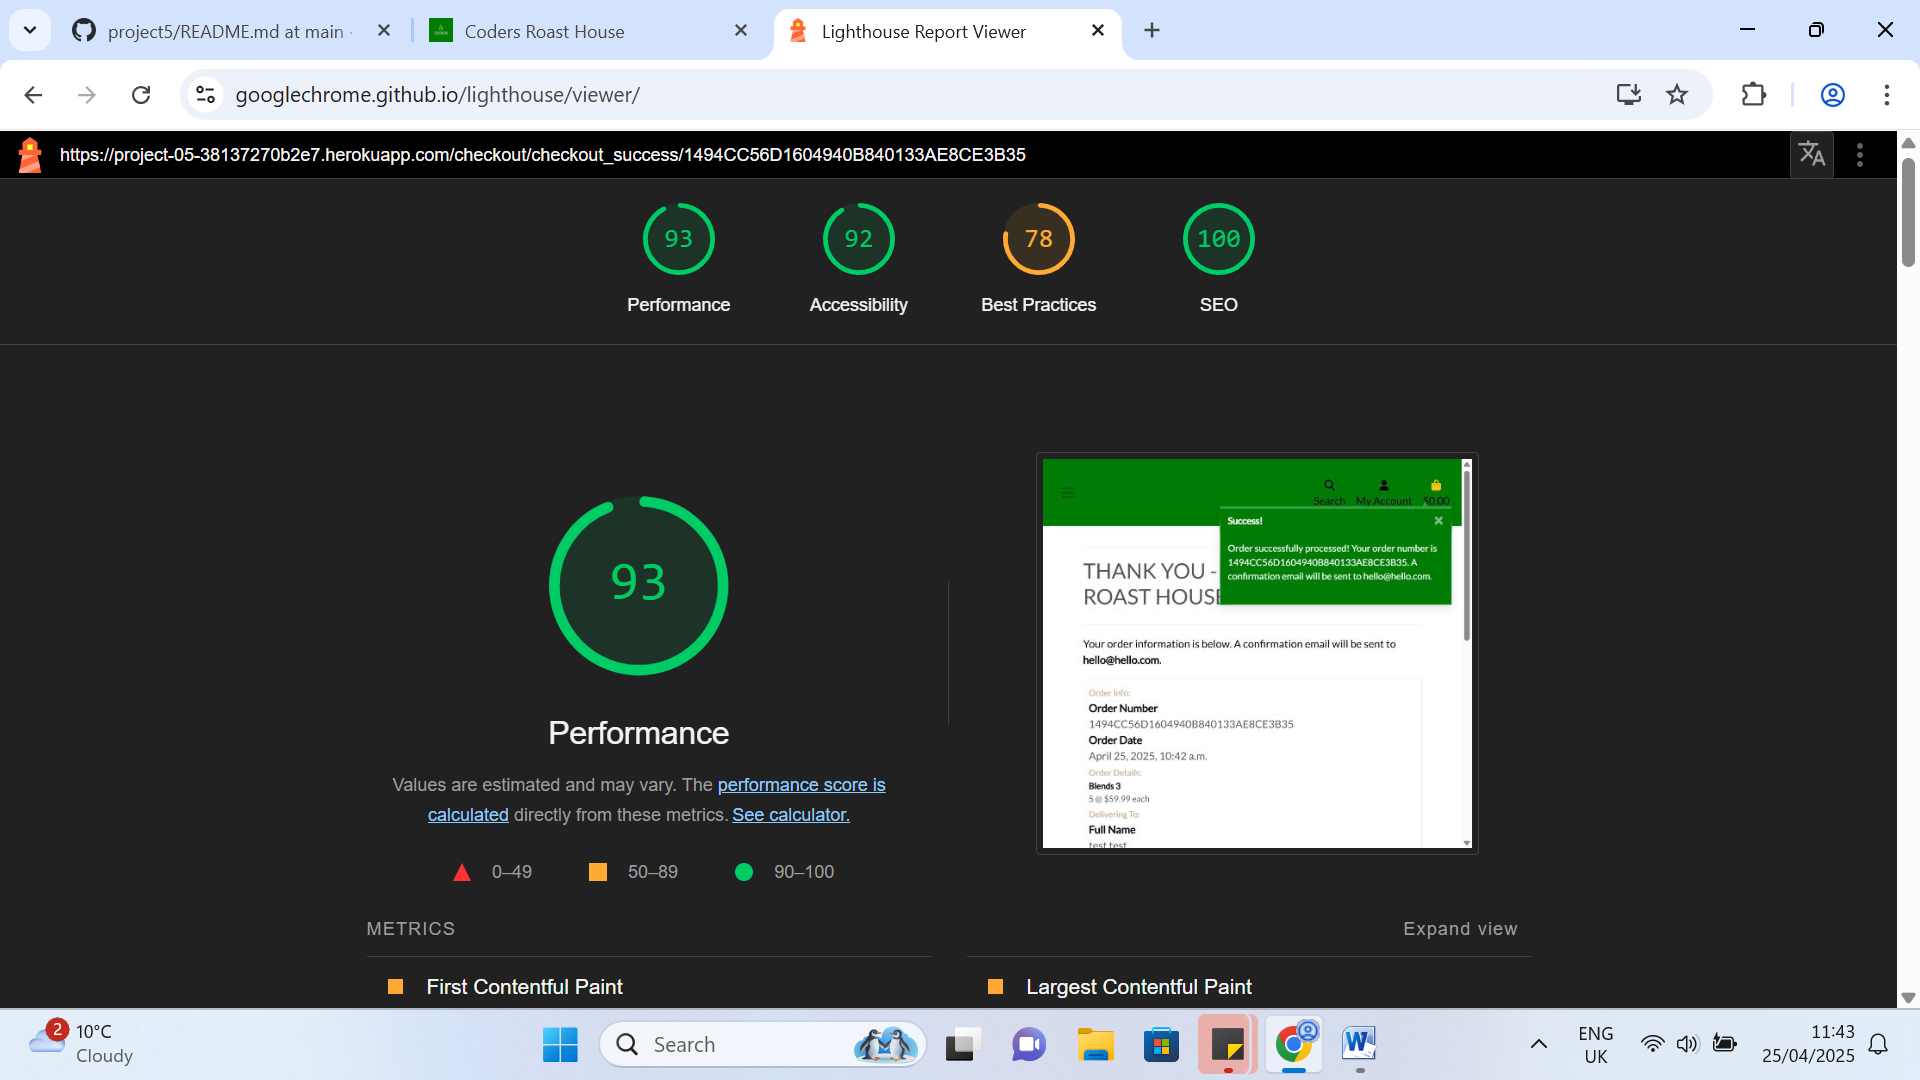 project5/README.md at main
Coders Roast House
Lighthouse Report Viewer
googlechrome.github.io/lighthouse/viewer/
https://project-05-38137270b2e7.herokuapp.com/checkout/checkout_success/1494CC56D1604940B840133AE8CE3B35
93 92 78 100
Performance Accessibility Best Practices SEO
93
Performance
Values are estimated and may vary. The performance score is
calculated directly from these metrics. See calculator.
0–49 50–89 90–100
Search My Account $0.00
Success!
Order successfully processed! Your order number is
1494CC56D1604940B840133AE8CE3B35. A
confirmation email will be sent to hello@hello.com.
THANK YOU -
ROAST HOUSE
Your order information is below. A confirmation email will be sent to
hello@hello.com.
Order Info:
Order Number
1494CC56D1604940B840133AE8CE3B35
Order Date
April 25, 2025, 10:42 a.m.
Order Details:
Blends 3
5 @ $59.99 each
Delivering To:
Full Name
test test
METRICS
Expand view
First Contentful Paint
Largest Contentful Paint
2
10°C
Cloudy
Search
W
ENG
UK
11:43
25/04/2025